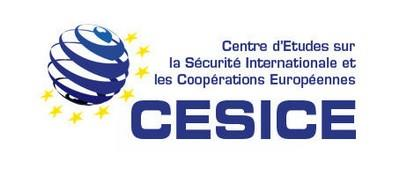 Centre d'Etudes sur
la Sécurité Internationale et
les Coopérations Européennes
CESICE